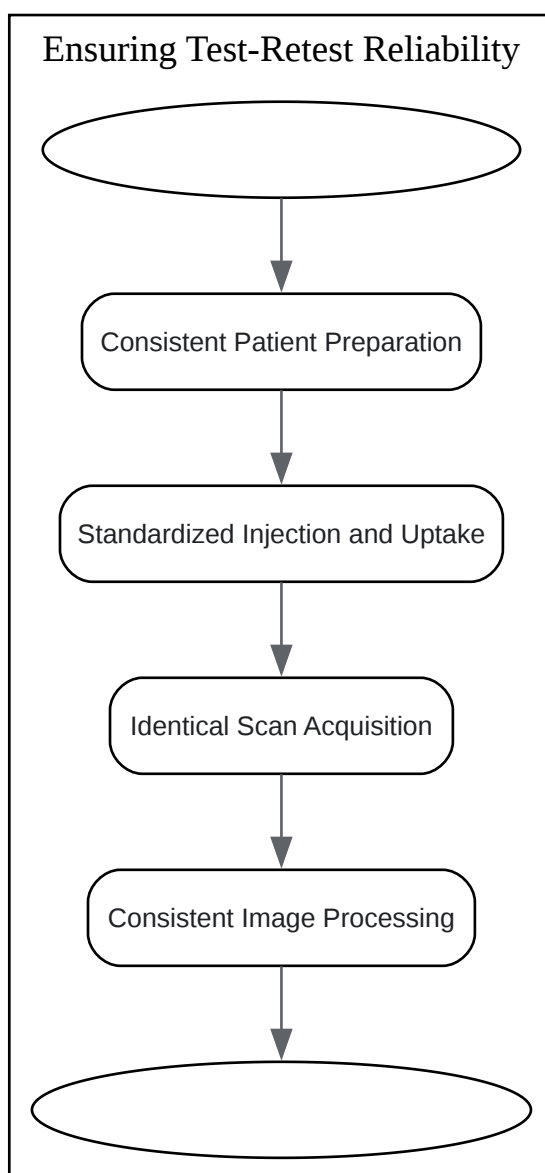 Ensuring Test-Retest Reliability
Consistent Patient Preparation
Standardized Injection and Uptake
Identical Scan Acquisition
Consistent Image Processing